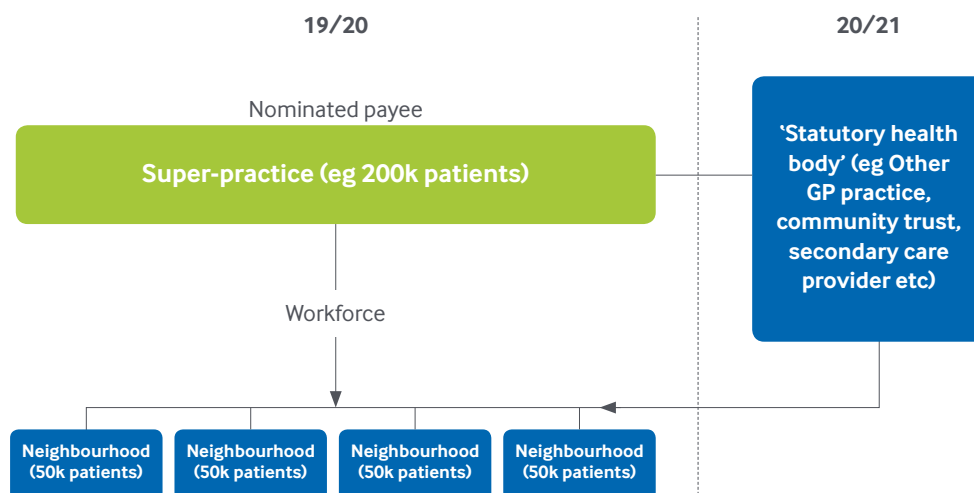 19/20
20/21
Nominated payee
Super-practice (eg 200k patients)
‘Statutory health
body’ (eg Other
GP practice,
community trust,
secondary care
provider etc)
Workforce
Neighbourhood
(50k patients)
Neighbourhood
(50k patients)
Neighbourhood
(50k patients)
Neighbourhood
(50k patients)